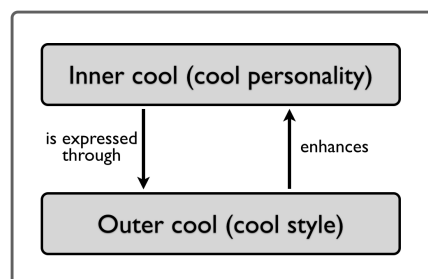 Inner cool (cool personality)
is expressed
through
enhances
Outer cool (cool style)